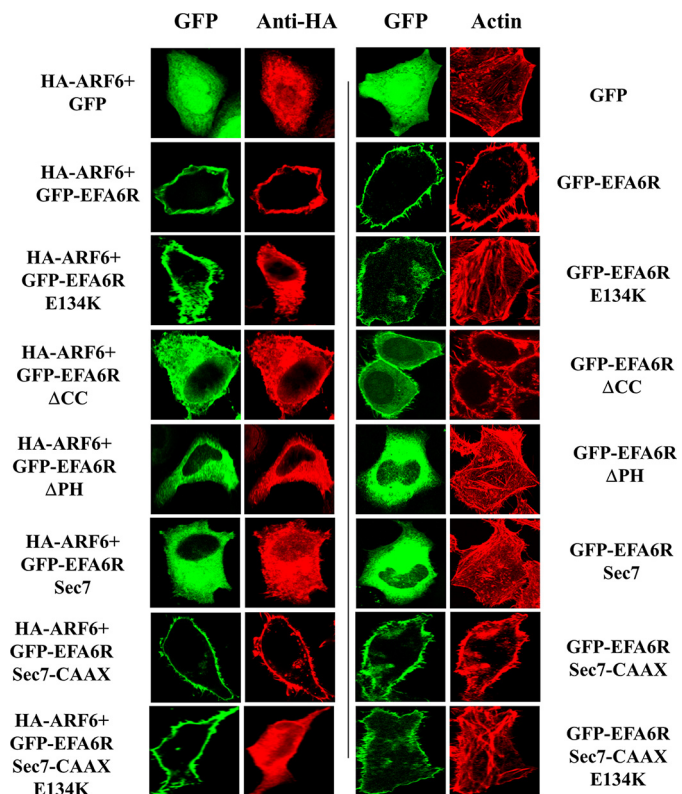 GFP Anti-HA GFP Actin
HA-ARF6+
GFP
GFP
HA-ARF6+
GFP-EFA6R
GFP-EFA6R
HA-ARF6+
GFP-EFA6R
E134K
GFP-EFA6R
E134K
HA-ARF6+
GFP-EFA6R
ΔCC
GFP-EFA6R
ΔCC
HA-ARF6+
GFP-EFA6R
ΔPH
GFP-EFA6R
ΔPH
HA-ARF6+
GFP-EFA6R
Sec7
GFP-EFA6R
Sec7
HA-ARF6+
GFP-EFA6R
Sec7-CAAX
GFP-EFA6R
Sec7-CAAX
HA-ARF6+
GFP-EFA6R
Sec7-CAAX
E134K
GFP-EFA6R
Sec7-CAAX
E134K